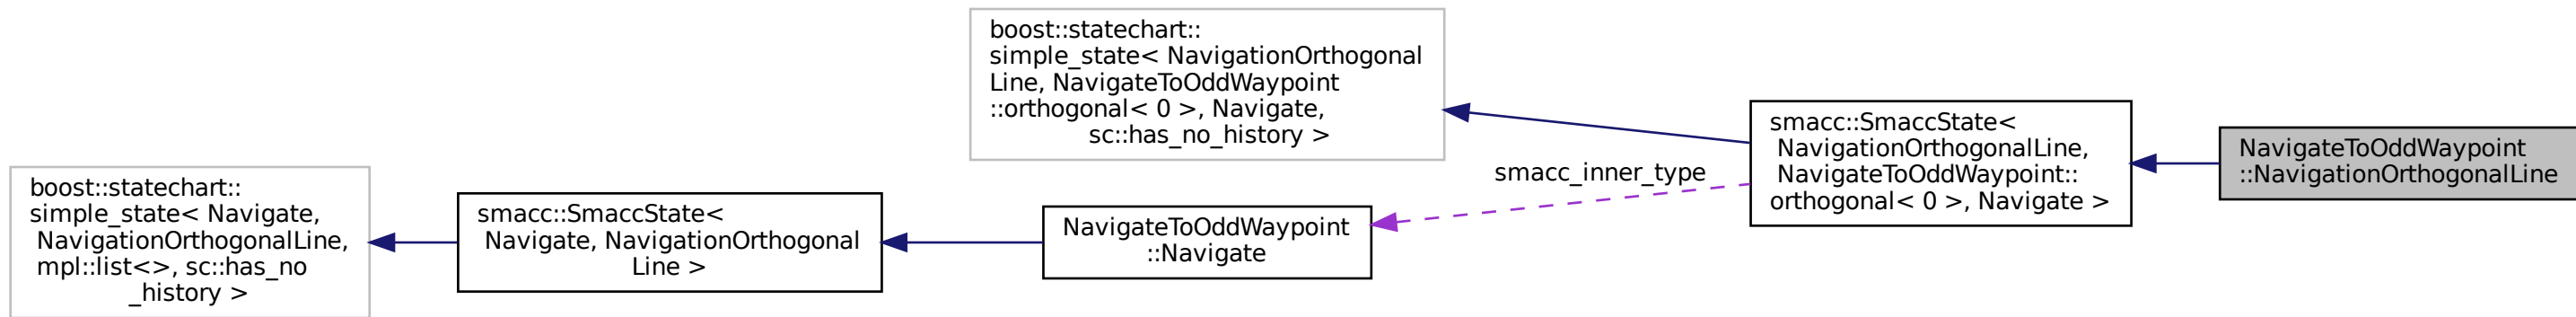 boost::statechart::
simple_state< NavigationOrthogonal
Line, NavigateToOddWaypoint
::orthogonal< 0 >, Navigate,
sc::has_no_history >
smacc::SmaccState<
NavigationOrthogonalLine,
NavigateToOddWaypoint::
orthogonal< 0 >, Navigate >
NavigateToOddWaypoint
::NavigationOrthogonalLine
smacc_inner_type
boost::statechart::
simple_state< Navigate,
NavigationOrthogonalLine,
mpl::list<>, sc::has_no
_history >
smacc::SmaccState<
Navigate, NavigationOrthogonal
Line >
NavigateToOddWaypoint
::Navigate